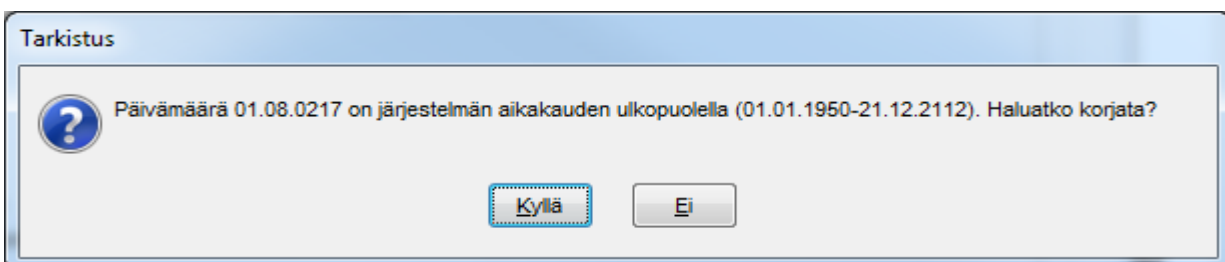 Tarkistus
Päivämäärä 01.08.0217 on järjestelmän aikakauden ulkopuolella (01.01.1950-21.12.2112). Haluatko korjata?
Kyllä
Ei